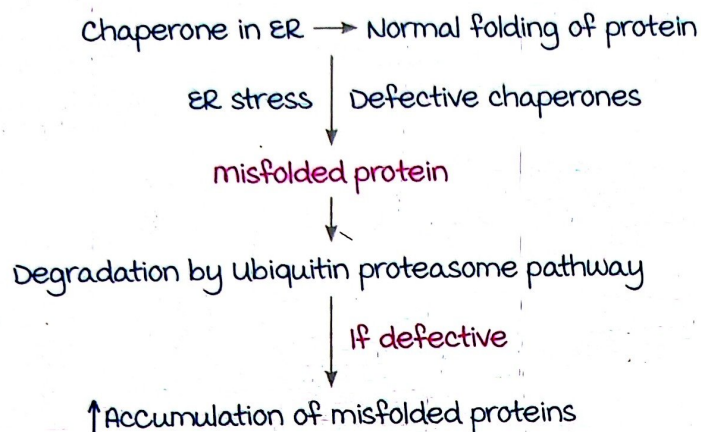 Chaperone in ER → Normal folding of protein
ER stress Defective chaperones
misfolded protein
Degradation by ubiquitin proteasome pathway
If defective
↑Accumulation of misfolded proteins